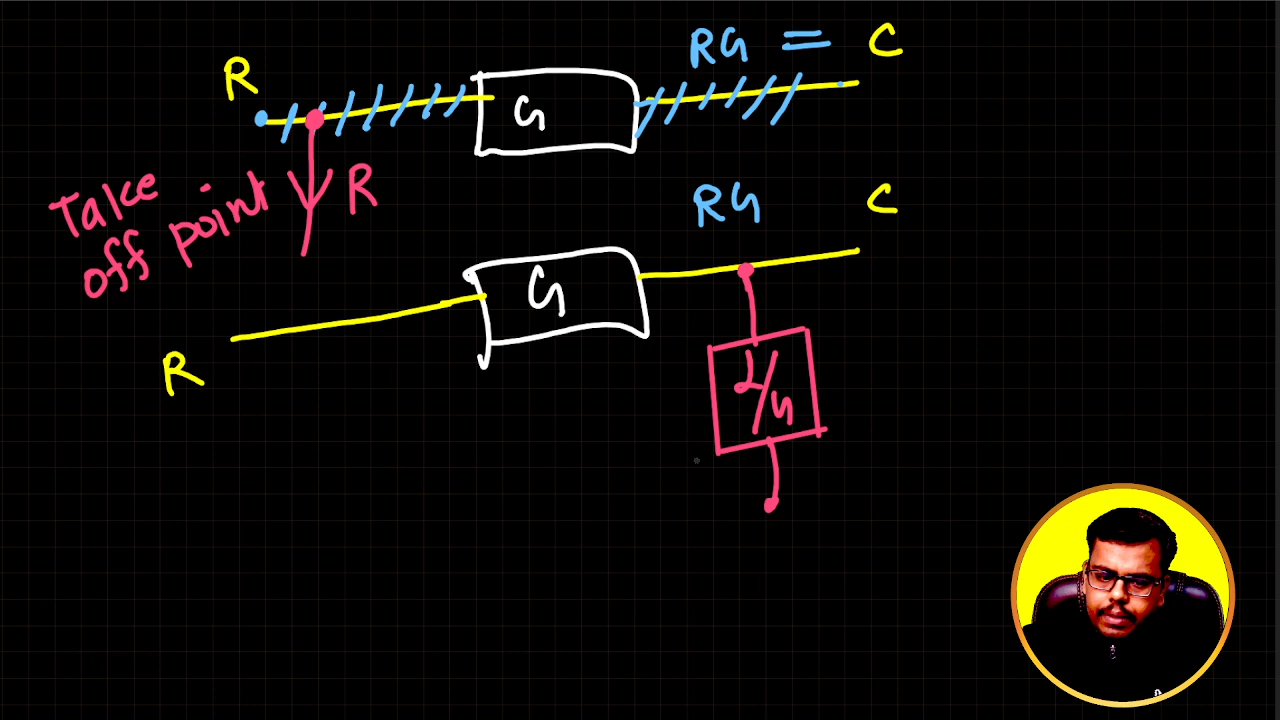 R
G
RG = C
Take
off point
R
R
G
RG
C
1/G